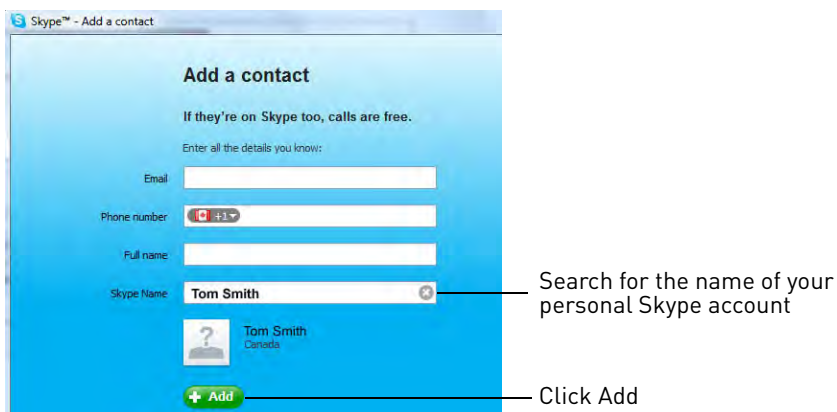 Skype™ - Add a contact
Add a contact
If they're on Skype too, calls are free.
Enter all the details you know:
Email
Phone number +1
Full name
Skype Name Tom Smith
Search for the name of your
personal Skype account
Tom Smith
Canada
Add
Click Add